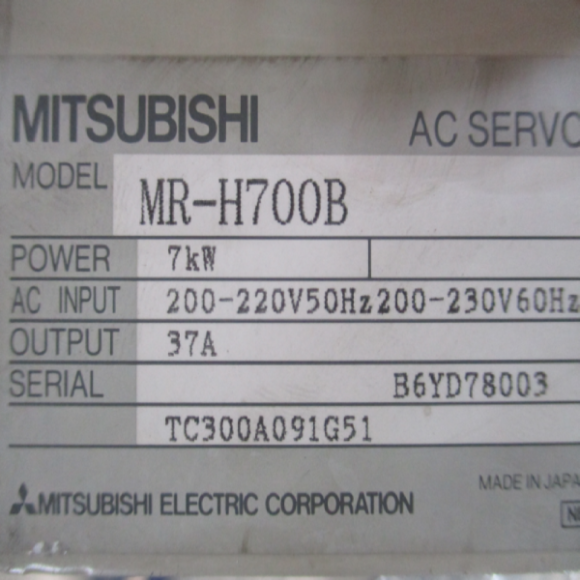 MITSUBISHI AC SERVO
MODEL MR-H700B
POWER 7kW
AC INPUT 200-220V50Hz200-230V60Hz
OUTPUT 37A
SERIAL B6YD78003
TC300A091G51
MADE IN JAPA
MITSUBISHI ELECTRIC CORPORATION